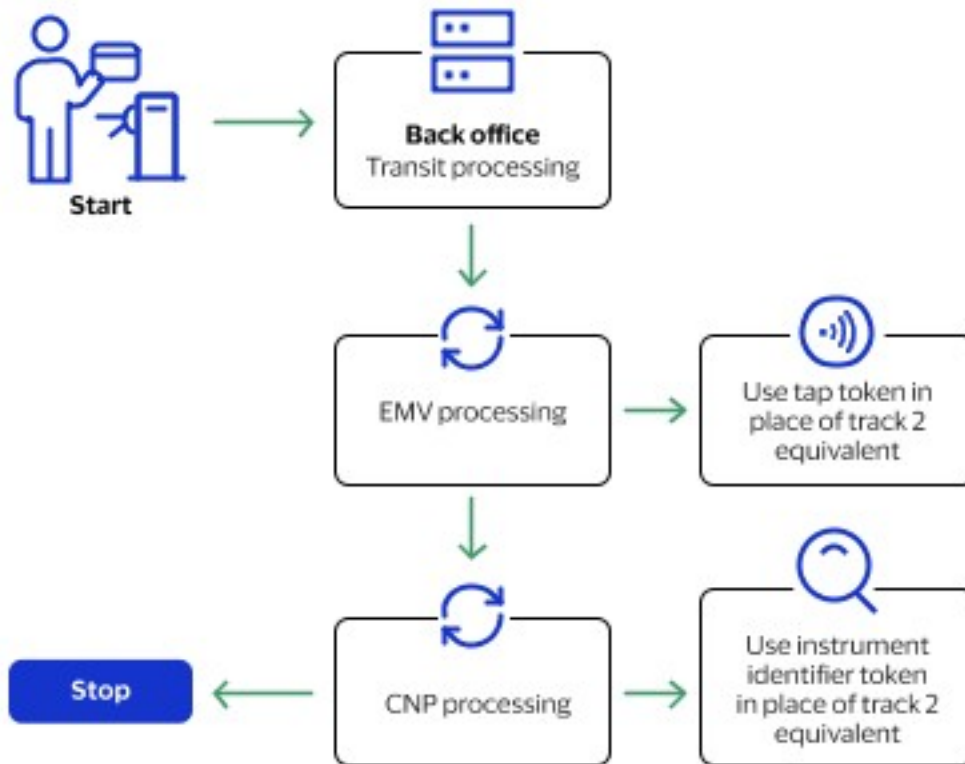 Start
Back office
Transit processing
EMV processing
Use tap token in
place of track 2
equivalent
CNP processing
Use instrument
identifier token
in place of track 2
equivalent
Stop